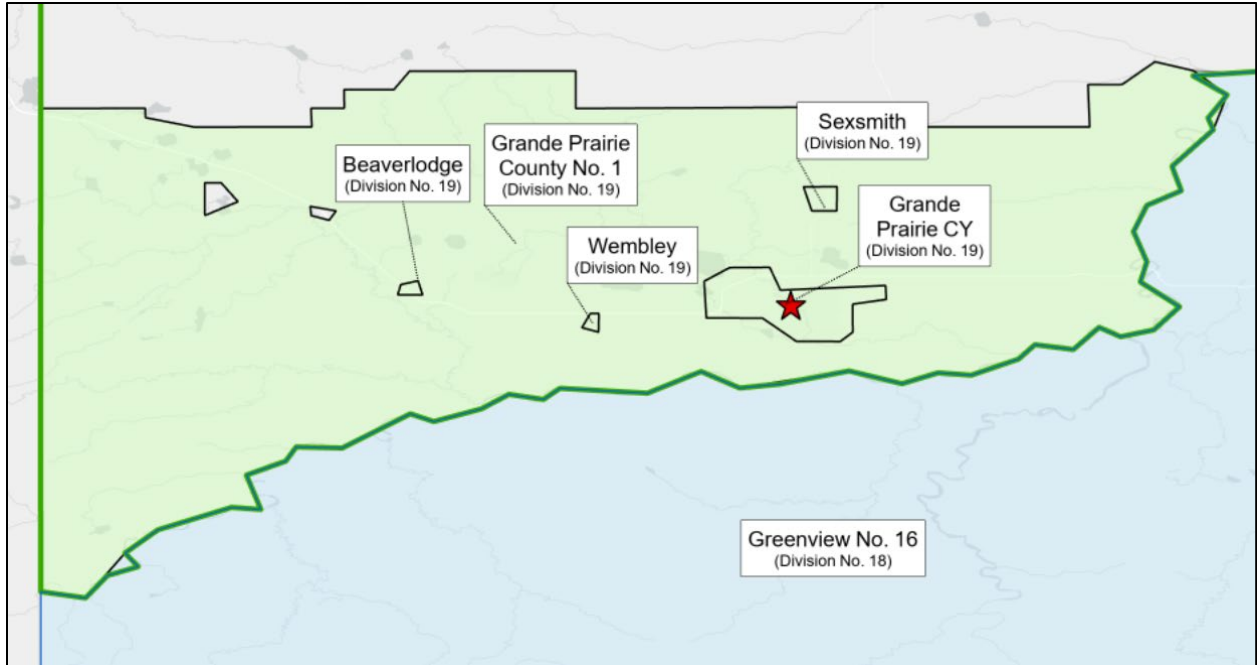 Sexsmith
(Division No. 19)
Grande Prairie
County No. 1
(Division No. 19)
Beaverlodge
(Division No. 19)
Grande
Prairie CY
(Division No. 19)
Wembley
(Division No. 19)
Greenview No. 16
(Division No. 18)